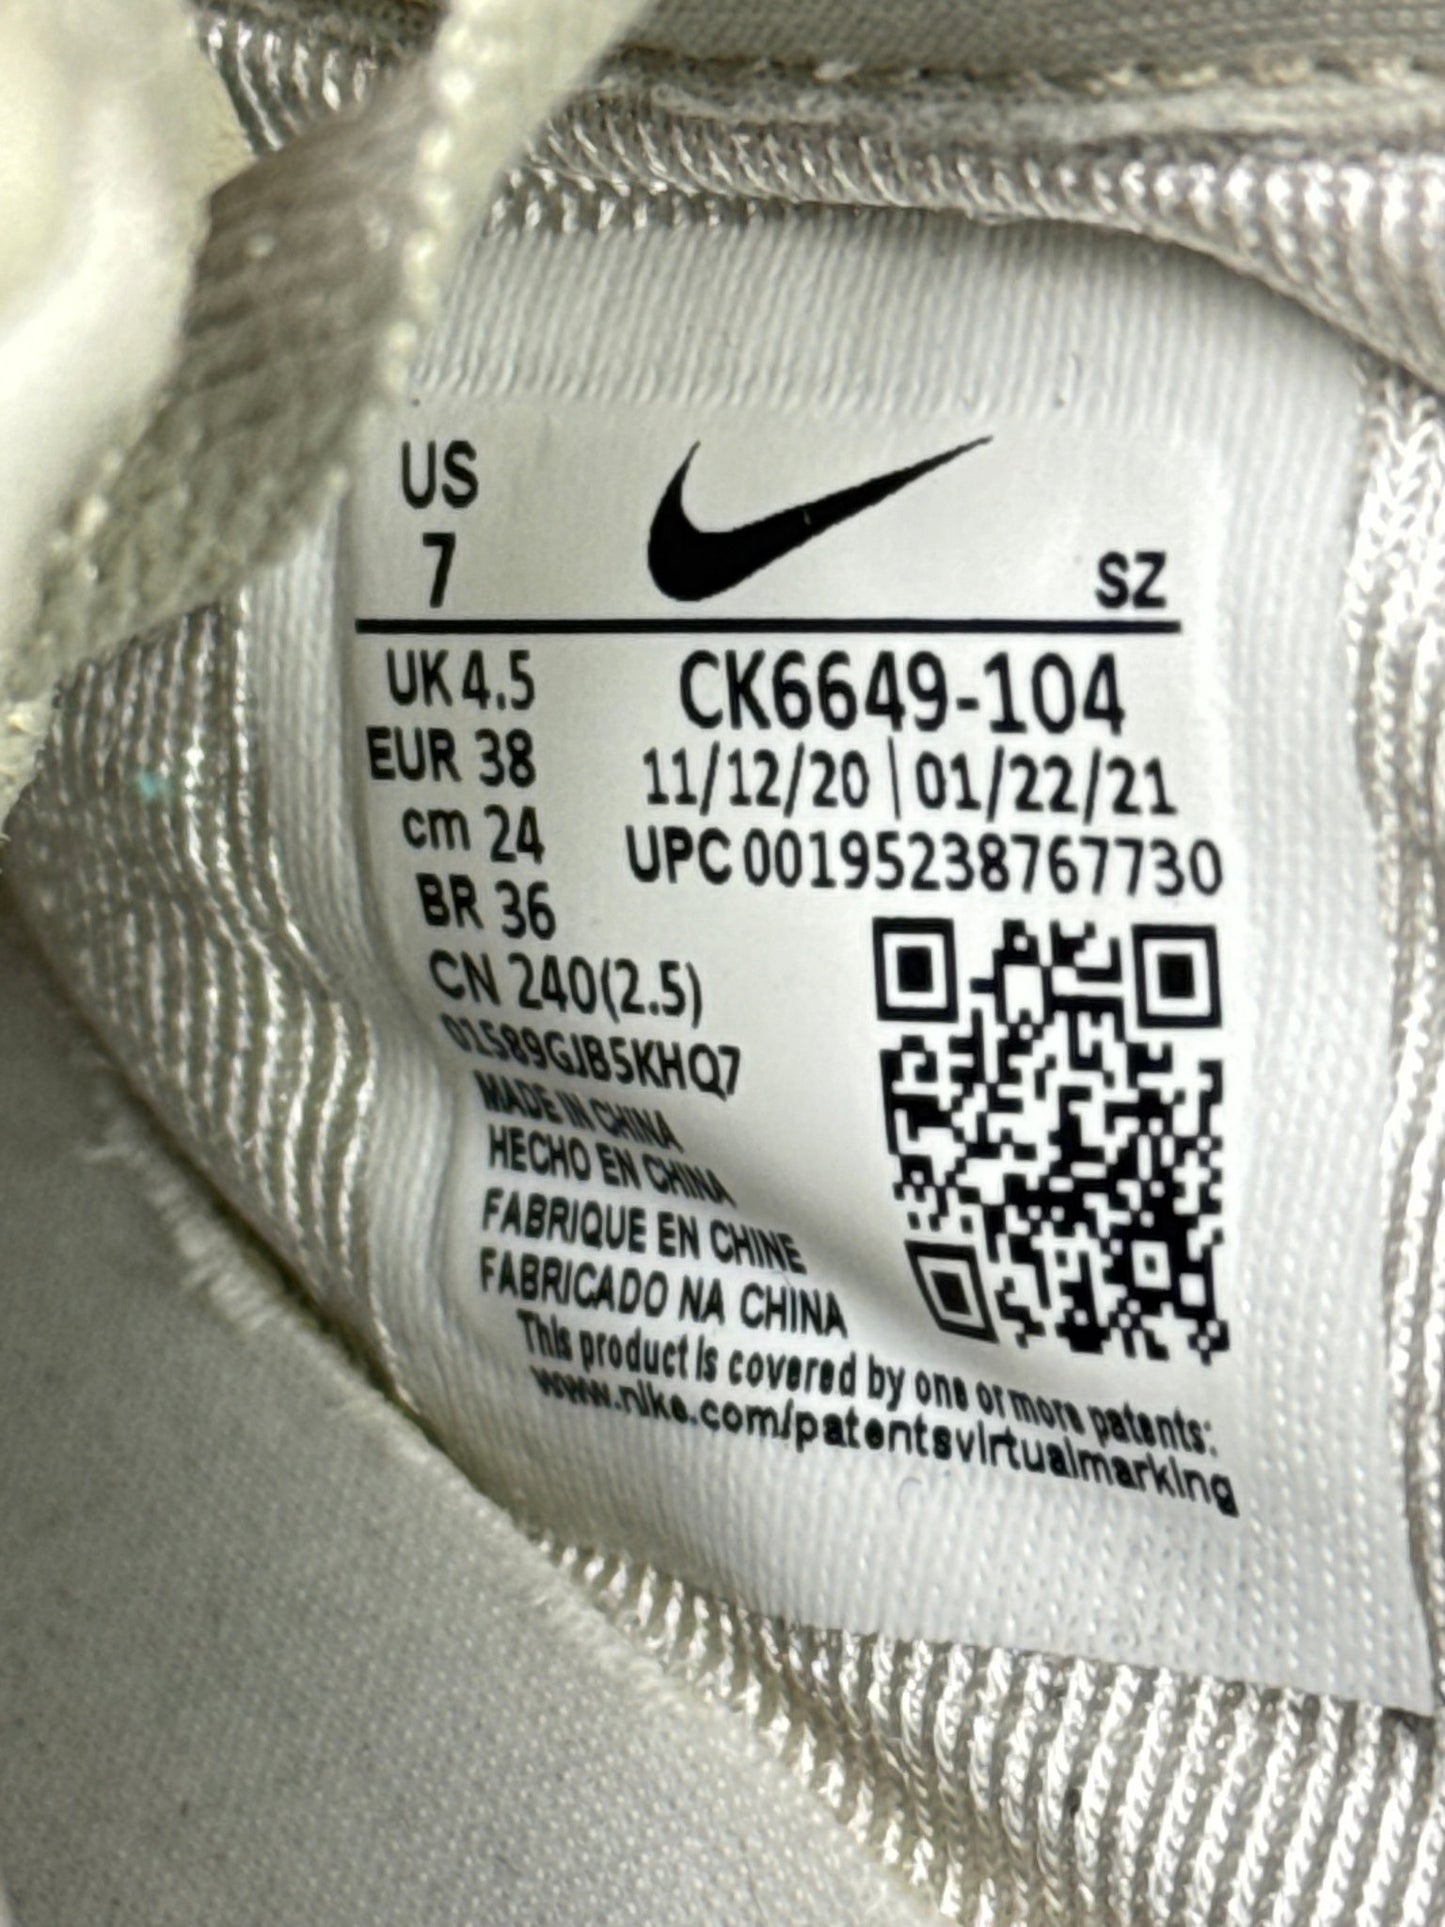 US
7
SZ
UK 4.5
EUR 38
cm 24
BR 36
CN 240(2.5)
CK6649-104
11/12/20 | 01/22/21
UPC 00195238767730
01589GJB5KHQ7
MADE IN CHINA
HECHO EN CHINA
FABRIQUE EN CHINE
FABRICADO NA CHINA
This product is covered by one or more patents:
www.nike.com/patentsvirtualmarking